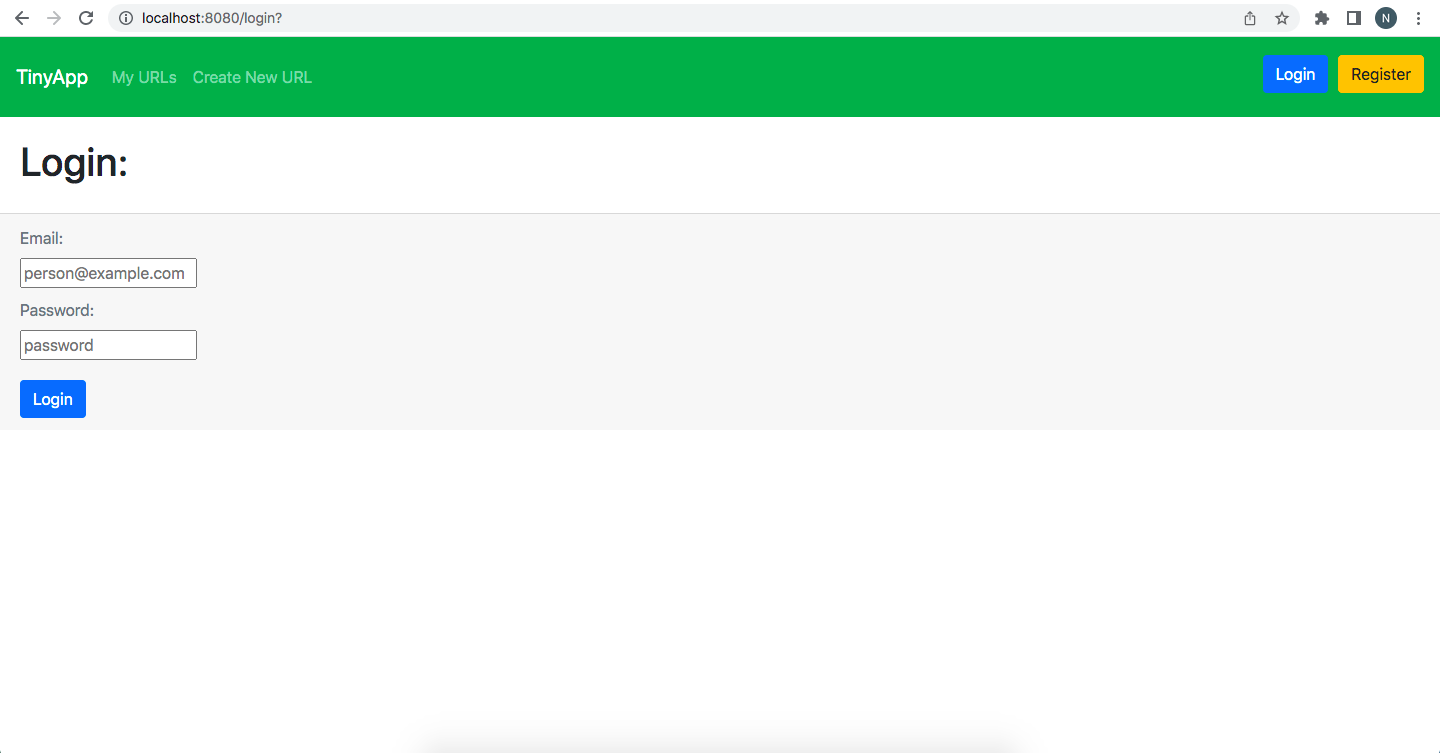 localhost:8080/login?
N
TinyApp My URLs Create New URL Login Register
Login:
Email:
person@example.com
Password:
password
Login